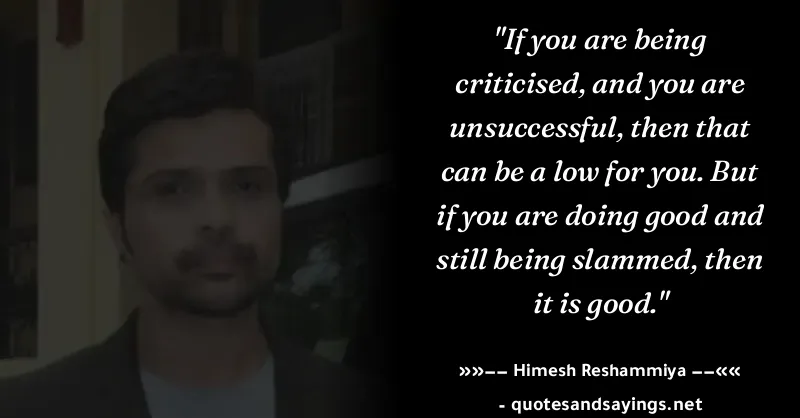 "If you are being
criticised, and you are
unsuccessful, then that
can be a low for you. But
if you are doing good and
still being slammed, then
it is good."
»»-- Himesh Reshammiya --««
- quotesandsayings.net